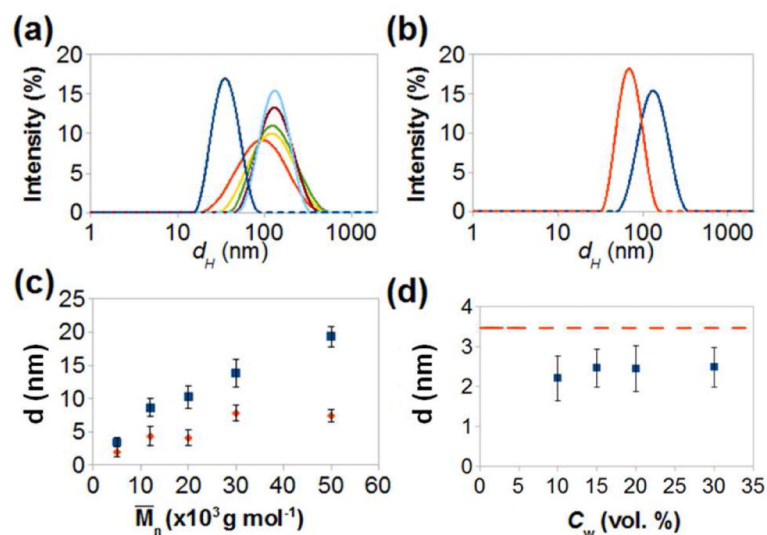 (a)
Intensity (%)
20
15
10
5
0
1 10 100 1000
d_H (nm)
(b)
Intensity (%)
20
15
10
5
0
1 10 100 1000
d_H (nm)
(c)
d (nm)
25
20
15
10
5
0
0 10 20 30 40 50 60
M̅_n (x10³ g mol⁻¹)
(d)
d (nm)
4
3
2
1
0
0 5 10 15 20 25 30 35
C_w (vol. %)